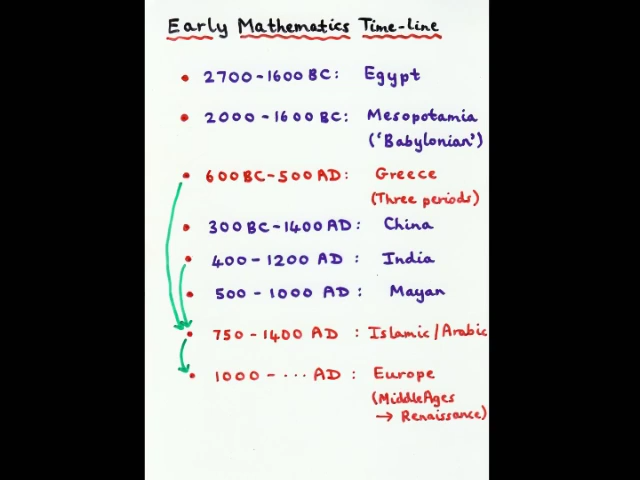 Early Mathematics Time-line
• 2700-1600 BC: Egypt
• 2000-1600 BC: Mesopotamia
('Babylonian')
• 600 BC-500 AD: Greece
(Three periods)
• 300 BC-1400 AD: China
• 400-1200 AD: India
• 500-1000 AD: Mayan
• 750-1400 AD: Islamic/Arabic
• 1000-... AD: Europe
(Middle Ages
→ Renaissance)